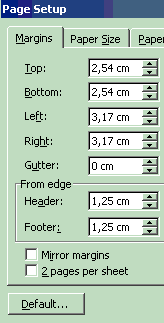 Page Setup
Margins Paper Size Paper
Top: 2,54 cm
Bottom: 2,54 cm
Left: 3,17 cm
Right: 3,17 cm
Gutter: 0 cm
From edge
Header: 1,25 cm
Footer: 1,25 cm
Mirror margins
2 pages per sheet
Default...